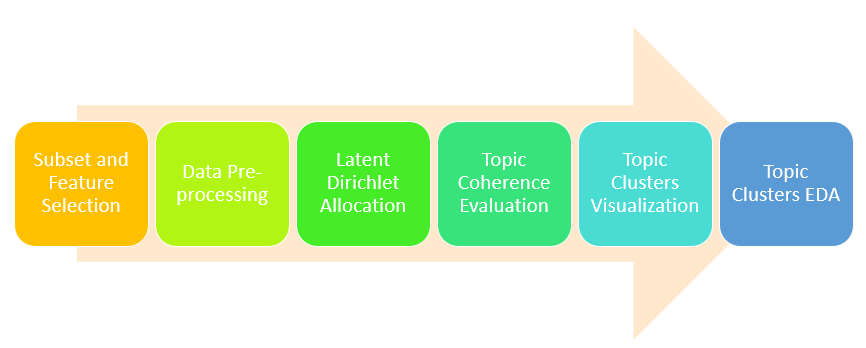 Subset and
Feature
Selection
Data Pre-
processing
Latent
Dirichlet
Allocation
Topic
Coherence
Evaluation
Topic
Clusters
Visualization
Topic
Clusters EDA